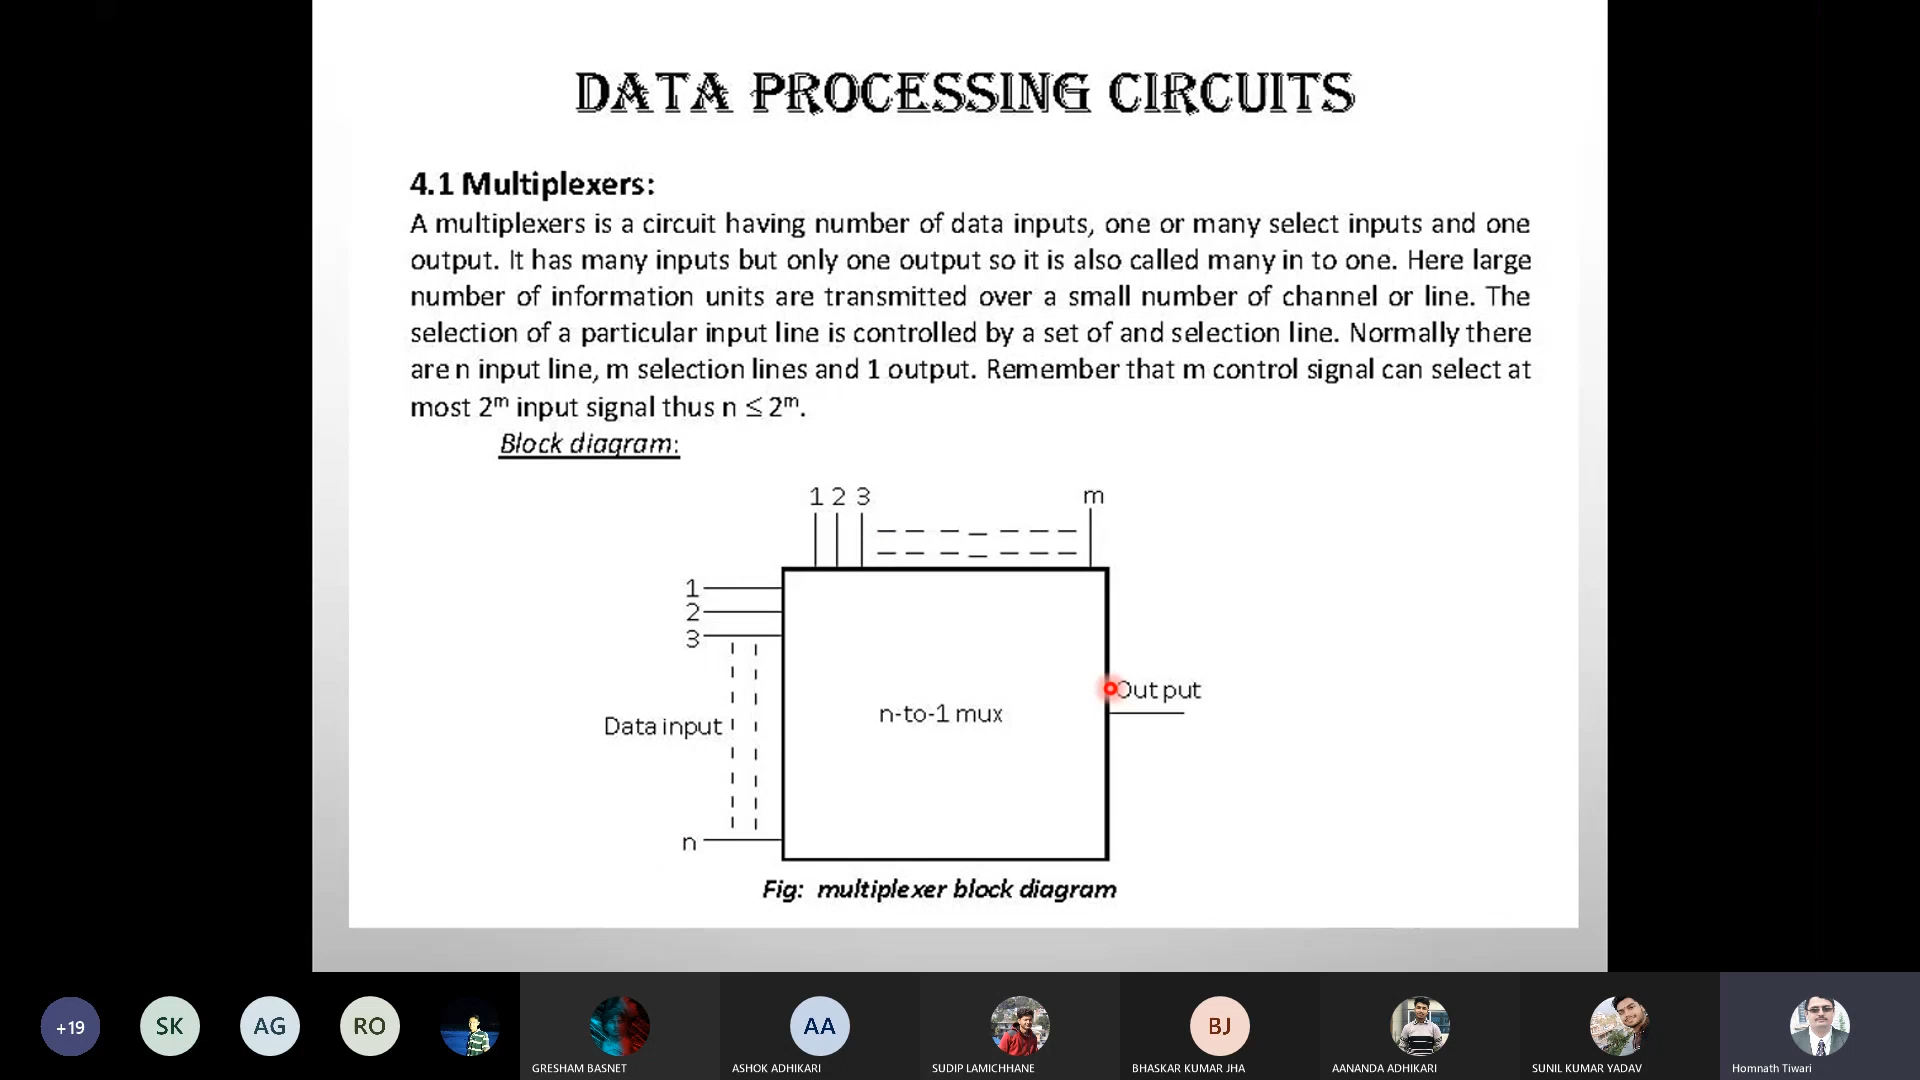 DATA PROCESSING CIRCUITS
4.1 Multiplexers:
A multiplexers is a circuit having number of data inputs, one or many select inputs and one
output. It has many inputs but only one output so it is also called many in to one. Here large
number of information units are transmitted over a small number of channel or line. The
selection of a particular input line is controlled by a set of and selection line. Normally there
are n input line, m selection lines and 1 output. Remember that m control signal can select at
most 2ᵐ input signal thus n ≤ 2ᵐ.
Block diagram:
1 2 3 m
1
2
3
Output
n-to-1 mux
Data input
n
Fig: multiplexer block diagram
+19
SK
AG
RO
AA
BJ
GRESHAM BASNET
ASHOK ADHIKARI
SUDIP LAMICHHANE
BHASKAR KUMAR JHA
AANANDA ADHIKARI
SUNIL KUMAR YADAV
Homnath Tiwari